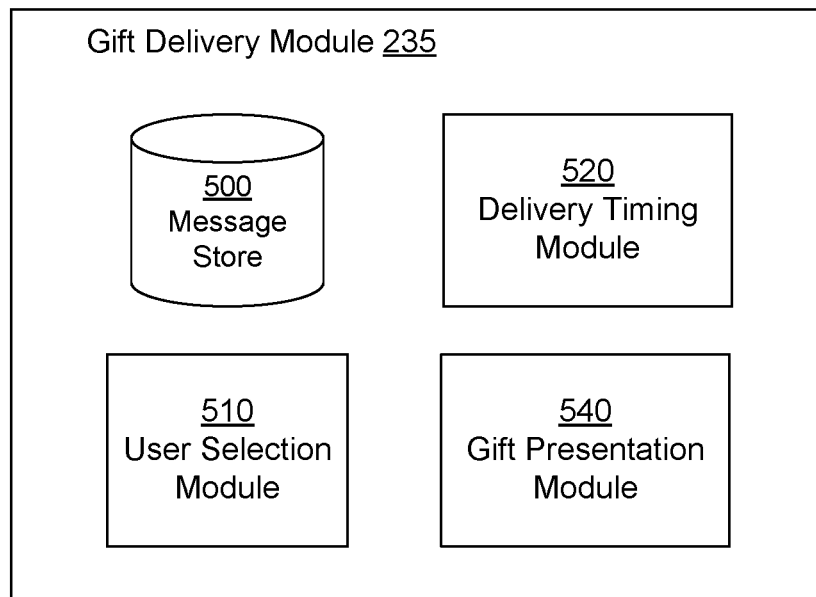 Gift Delivery Module 235
500
Message
Store
520
Delivery Timing
Module
510
User Selection
Module
540
Gift Presentation
Module